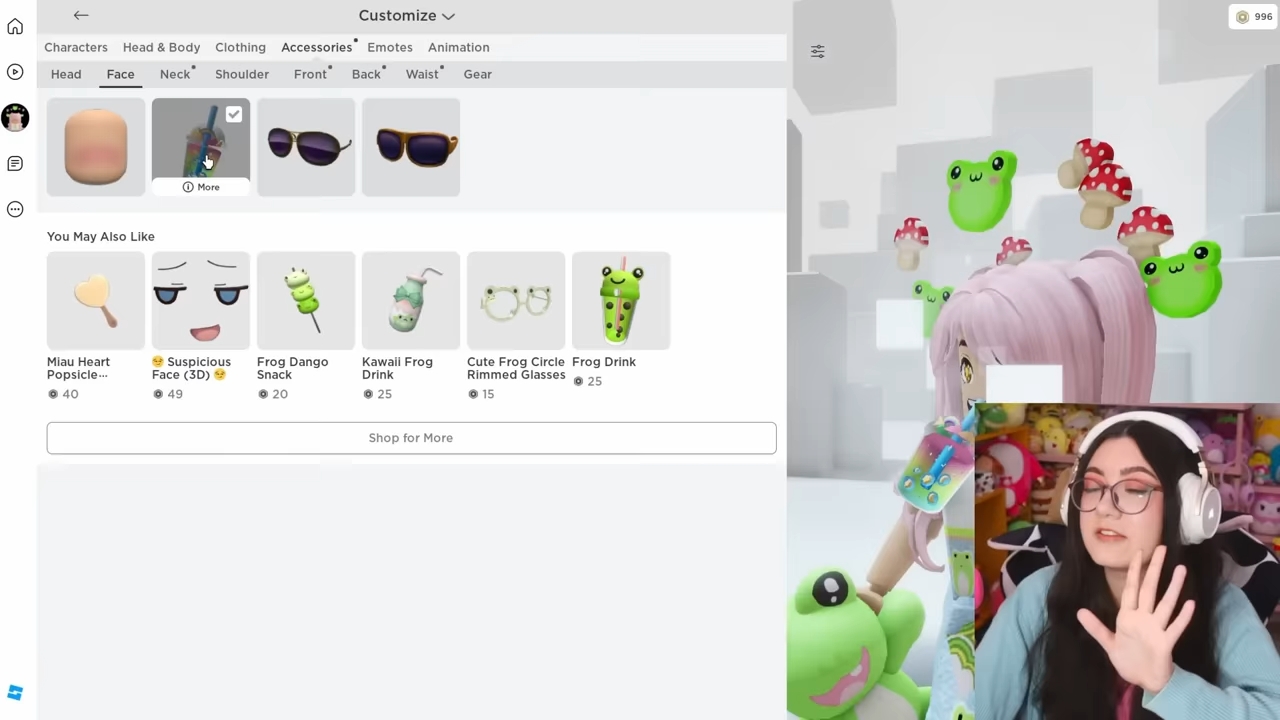 Customize
996
Characters
Head & Body
Clothing
Accessories
Emotes
Animation
Head
Face
Neck
Shoulder
Front
Back
Waist
Gear
More
You May Also Like
Miau Heart
Popsicle...
40
Suspicious
Face (3D)
49
Frog Dango
Snack
20
Kawaii Frog
Drink
25
Cute Frog Circle
Rimmed Glasses
15
Frog Drink
25
Shop for More